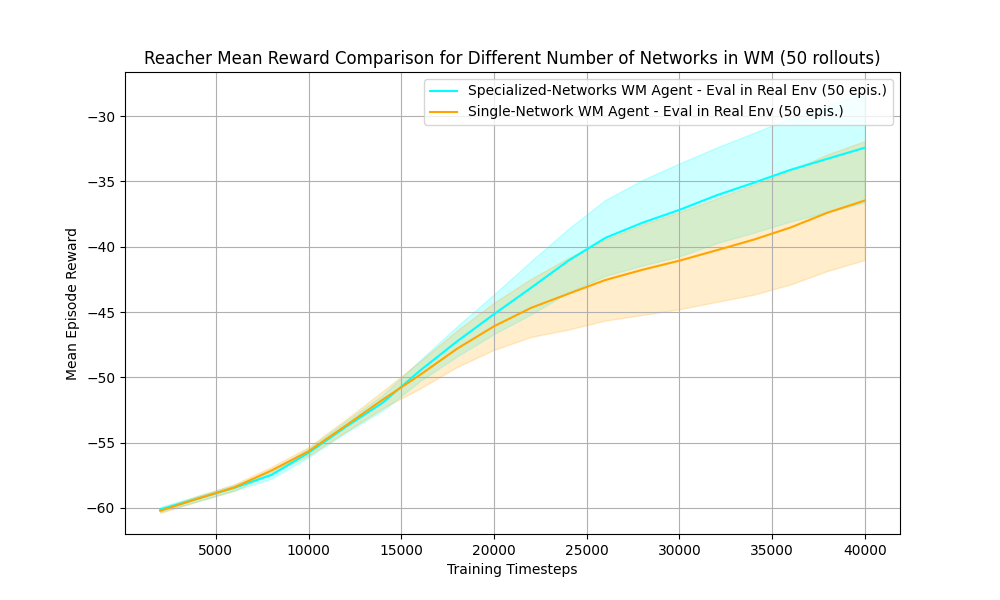 Reacher Mean Reward Comparison for Different Number of Networks in WM (50 rollouts)
Specialized-Networks WM Agent - Eval in Real Env (50 epis.)
Single-Network WM Agent - Eval in Real Env (50 epis.)
−30
−35
−40
−45
−50
−55
−60
Mean Episode Reward
5000 10000 15000 20000 25000 30000 35000 40000
Training Timesteps